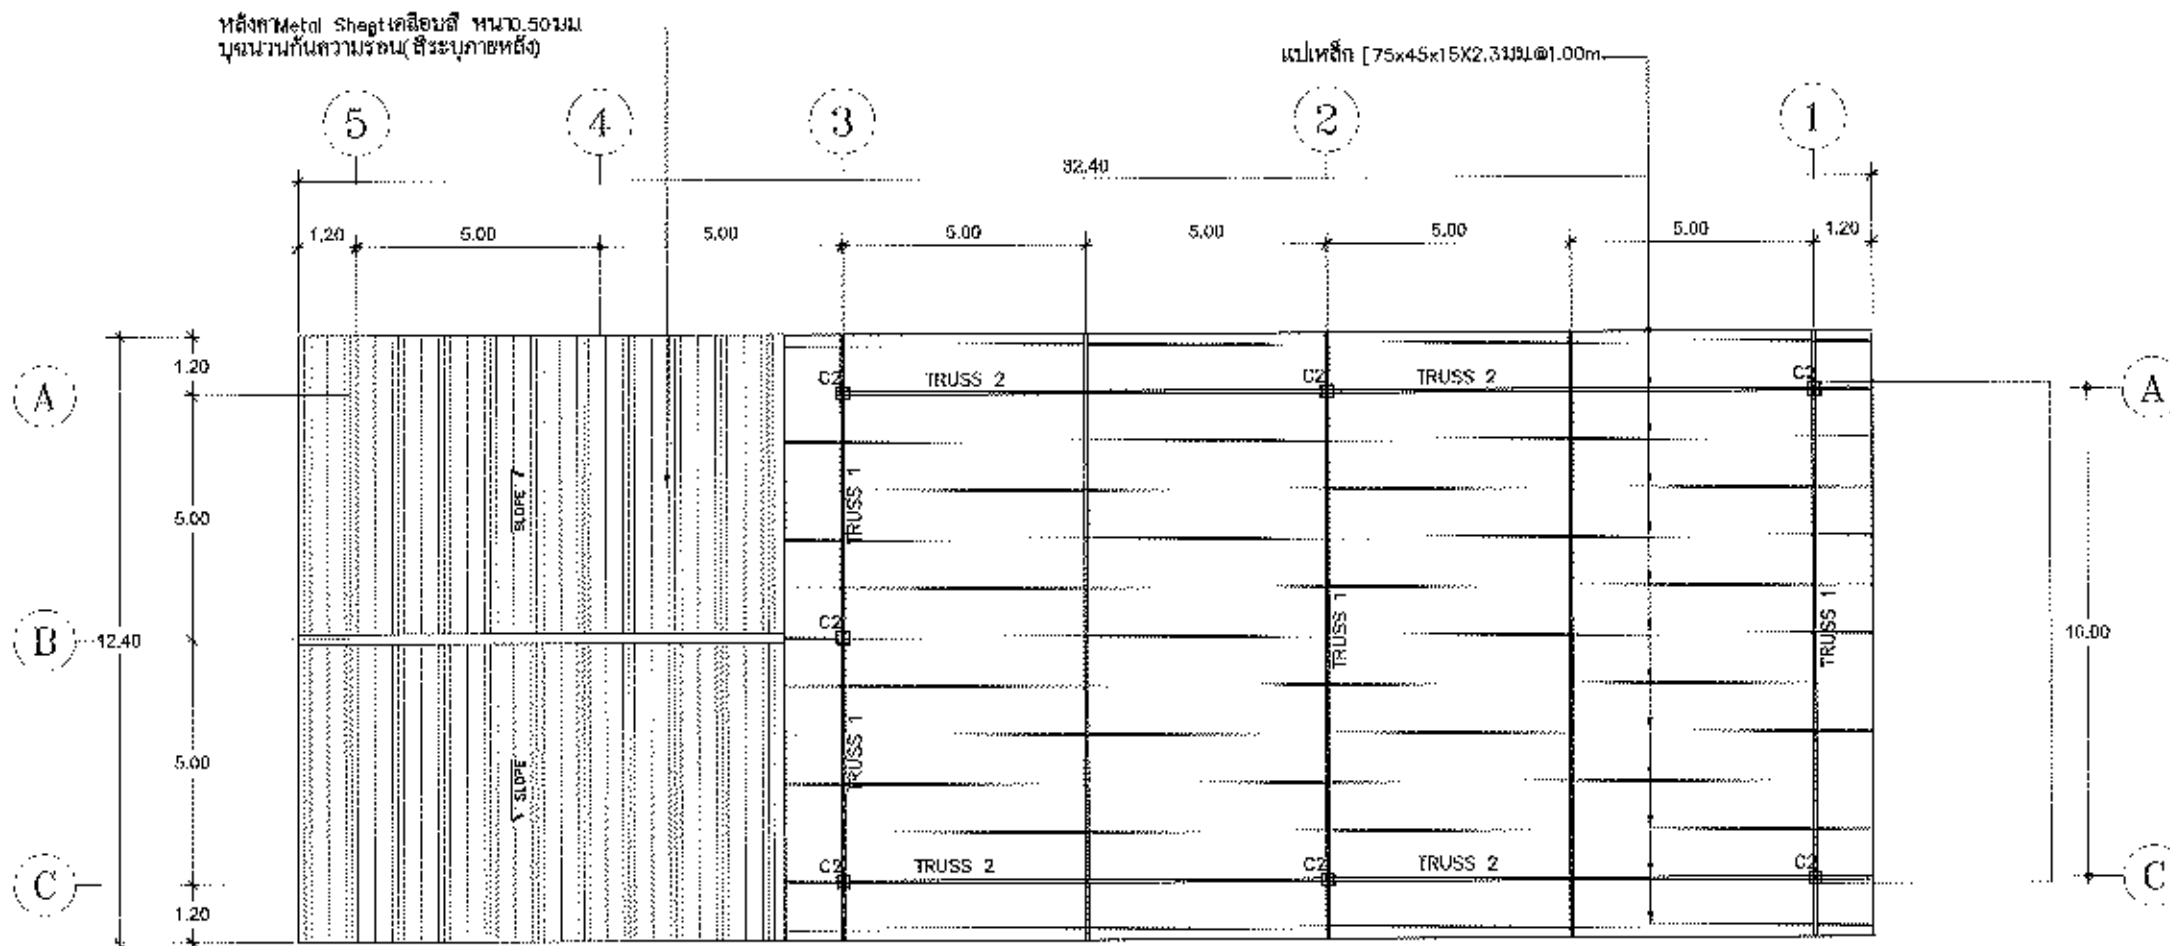 หลังคาMetal Sheetเคลือบสี หนา0.50มม.
บุฉนวนกันความร้อน(สีระบุภายหลัง)
แปเหล็ก [75x45x15X2.3มม.@1.00m.
5
4
3
2
1
32.40
1.20
5.00
5.00
5.00
5.00
5.00
5.00
1.20
1.20
A
C2
TRUSS 2
C2
TRUSS 2
C2
A
5.00
SLOPE
TRUSS 1
B
12.40
C2
TRUSS 1
TRUSS 1
10.00
5.00
SLOPE
TRUSS 1
C
C2
TRUSS 2
C2
TRUSS 2
C2
C
1.20